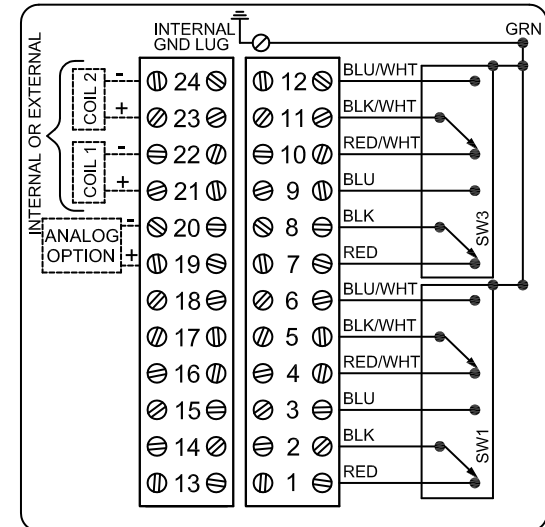 INTERNAL
GND LUG
GRN
INTERNAL OR EXTERNAL
COIL 2
-
+
COIL 1
-
+
ANALOG
OPTION
-
+
24
23
22
21
20
19
18
17
16
15
14
13
12 BLU/WHT
11 BLK/WHT
10 RED/WHT
9 BLU
8 BLK
7 RED
SW3
6 BLU/WHT
5 BLK/WHT
4 RED/WHT
3 BLU
2 BLK
1 RED
SW1